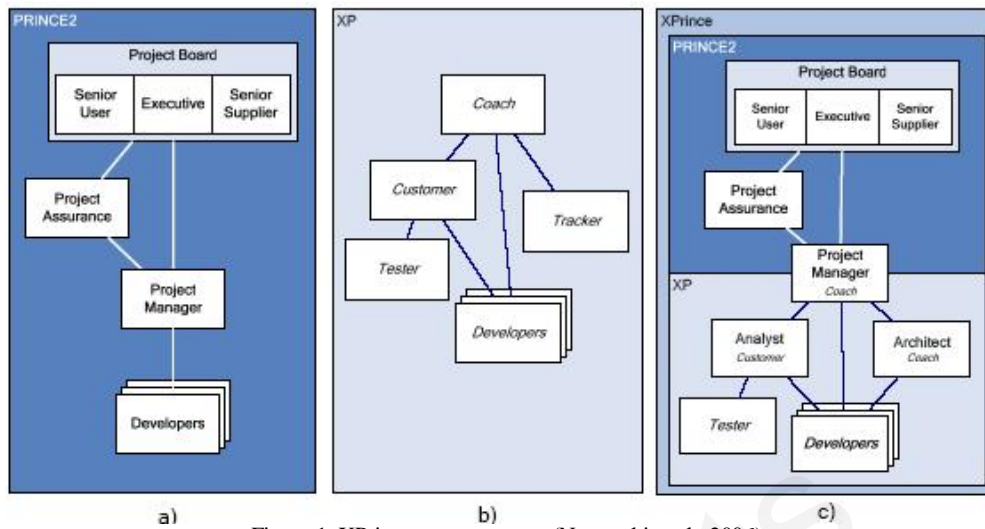 PRINCE2
Project Board
Senior
User
Executive
Senior
Supplier
Project
Assurance
Project
Manager
Developers
a)
XP
Coach
Customer
Tracker
Tester
Developers
b)
XPrince
PRINCE2
Project Board
Senior
User
Executive
Senior
Supplier
Project
Assurance
Project
Manager
Coach
XP
Analyst
Customer
Architect
Coach
Tester
Developers
c)